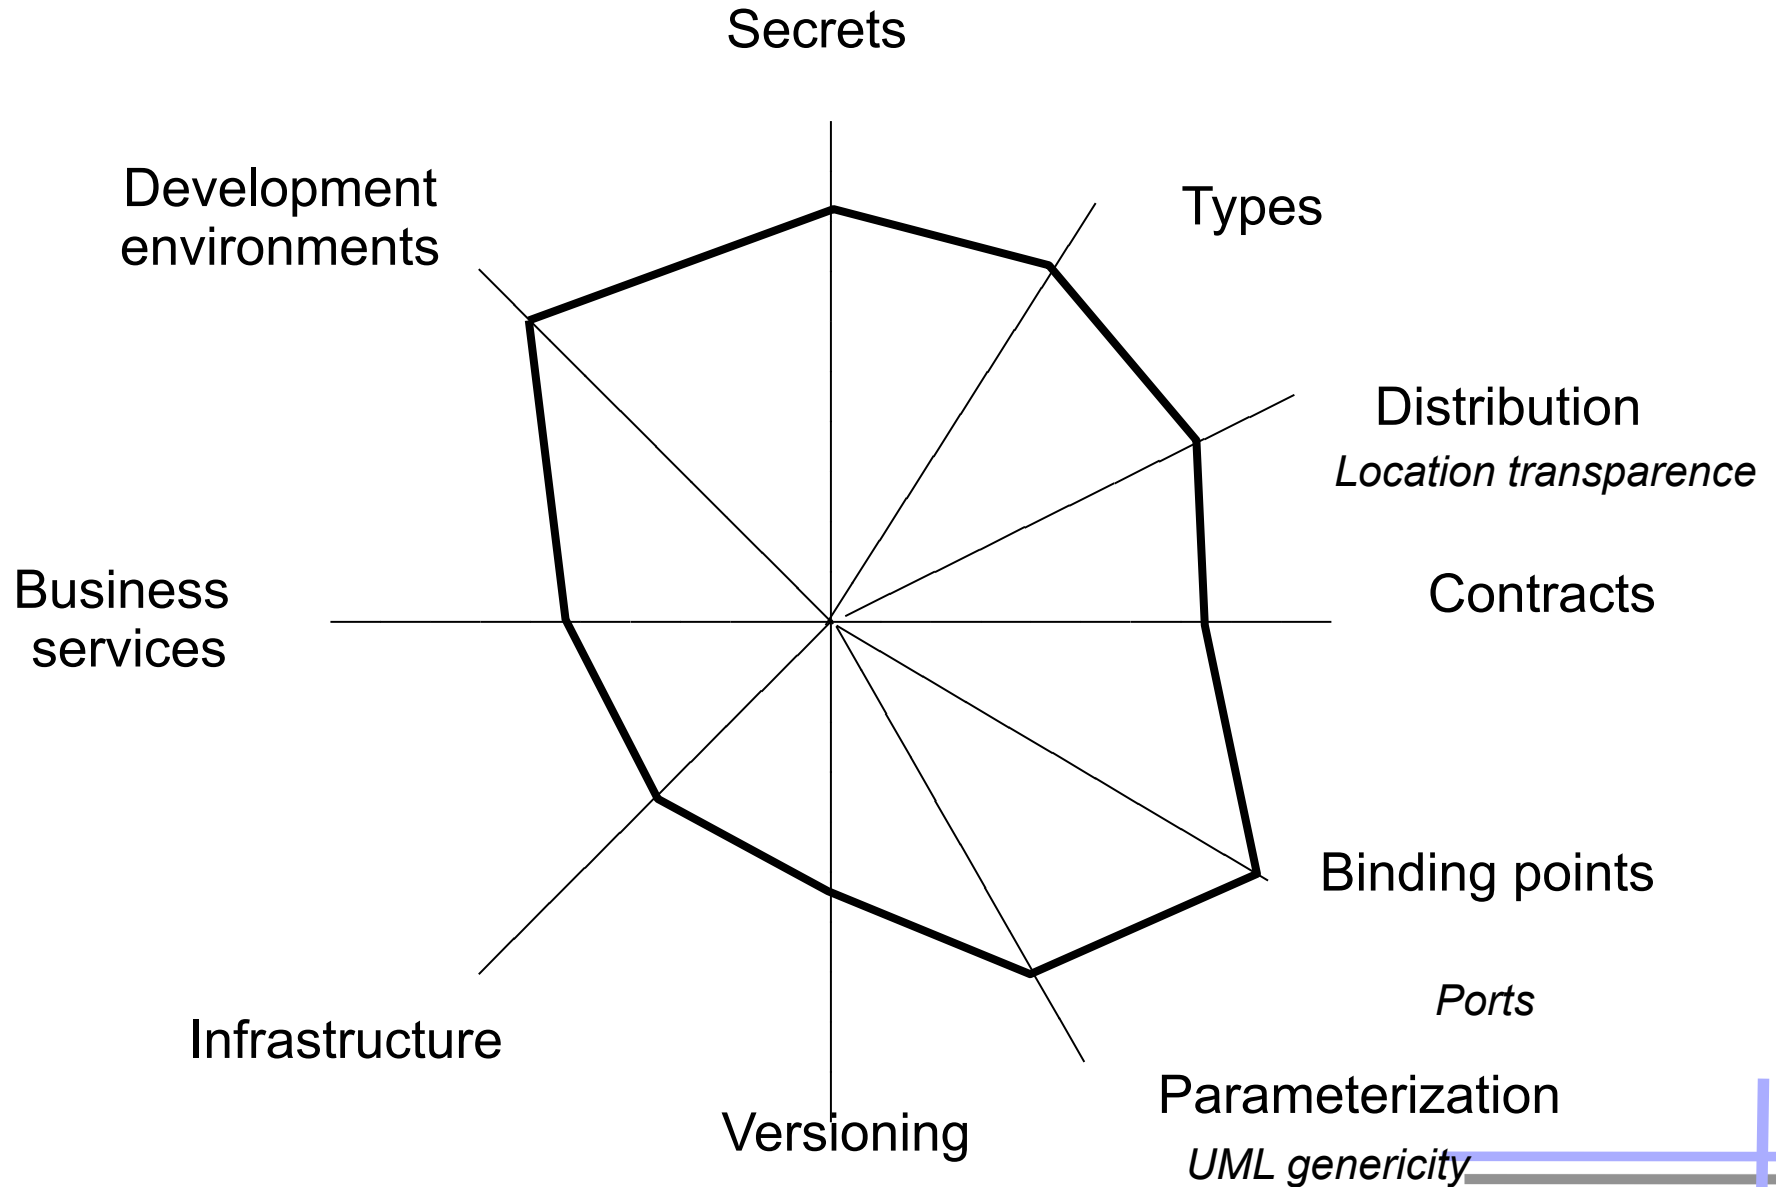 Secrets
Development
environments
Types
Distribution
Location transparence
Business
services
Contracts
Binding points
Ports
Infrastructure
Parameterization
Versioning
UML genericity